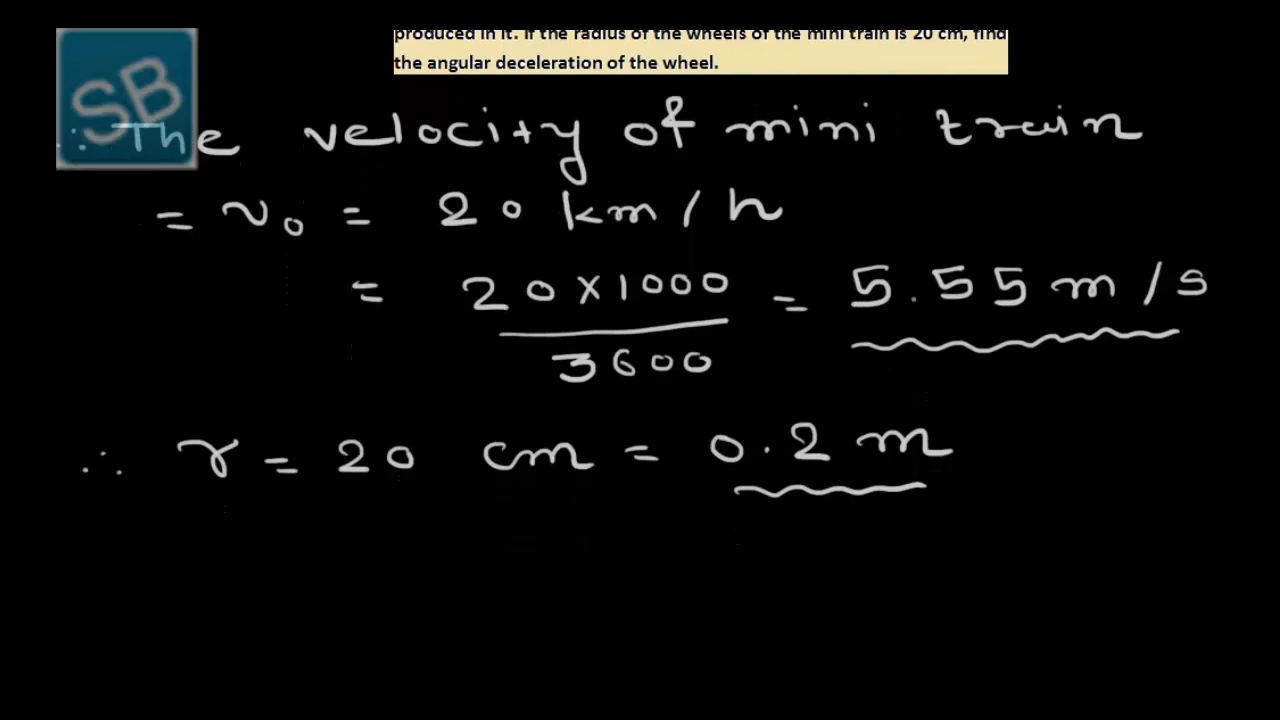 produced in it. If the radius of the wheels of the mini train is 20 cm, find
the angular deceleration of the wheel.
SB
∴ The velocity of mini train
= v₀ = 20 km/h
= 20×1000/3600 = 5.55 m/s
∴ r = 20 cm = 0.2 m